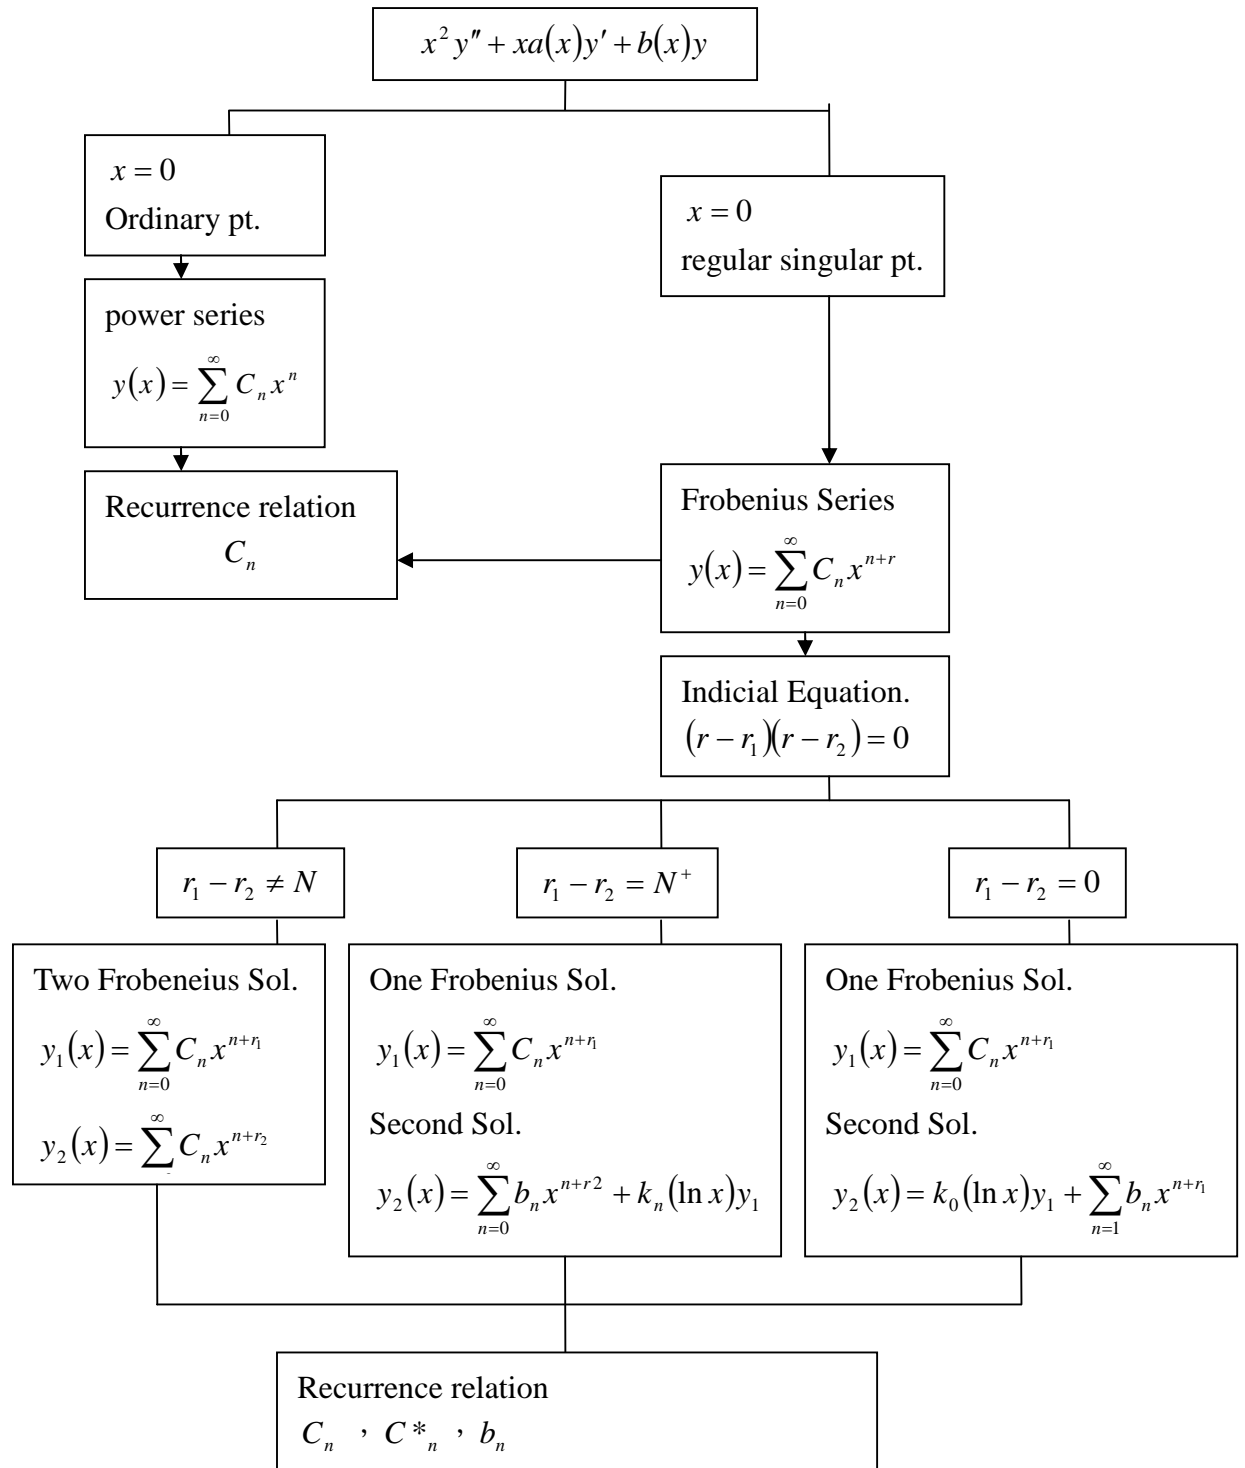 x² y″ + xa(x)y′ + b(x)y
x = 0
Ordinary pt.
x = 0
regular singular pt.
power series
y(x) = ∑_{n=0}^{∞} C_n x^n
Recurrence relation
C_n
Frobenius Series
y(x) = ∑_{n=0}^{∞} C_n x^{n+r}
Indicial Equation.
(r − r₁)(r − r₂) = 0
r₁ − r₂ ≠ N
r₁ − r₂ = N⁺
r₁ − r₂ = 0
Two Frobeneius Sol.
y₁(x) = ∑_{n=0}^{∞} C_n x^{n+r₁}
y₂(x) = ∑^{∞} C_n x^{n+r₂}
One Frobenius Sol.
y₁(x) = ∑_{n=0}^{∞} C_n x^{n+r₁}
Second Sol.
y₂(x) = ∑_{n=0}^{∞} b_n x^{n+r2} + k_n (ln x)y₁
One Frobenius Sol.
y₁(x) = ∑_{n=0}^{∞} C_n x^{n+r₁}
Second Sol.
y₂(x) = k₀(ln x)y₁ + ∑_{n=1}^{∞} b_n x^{n+r₁}
Recurrence relation
C_n , C*_n , b_n